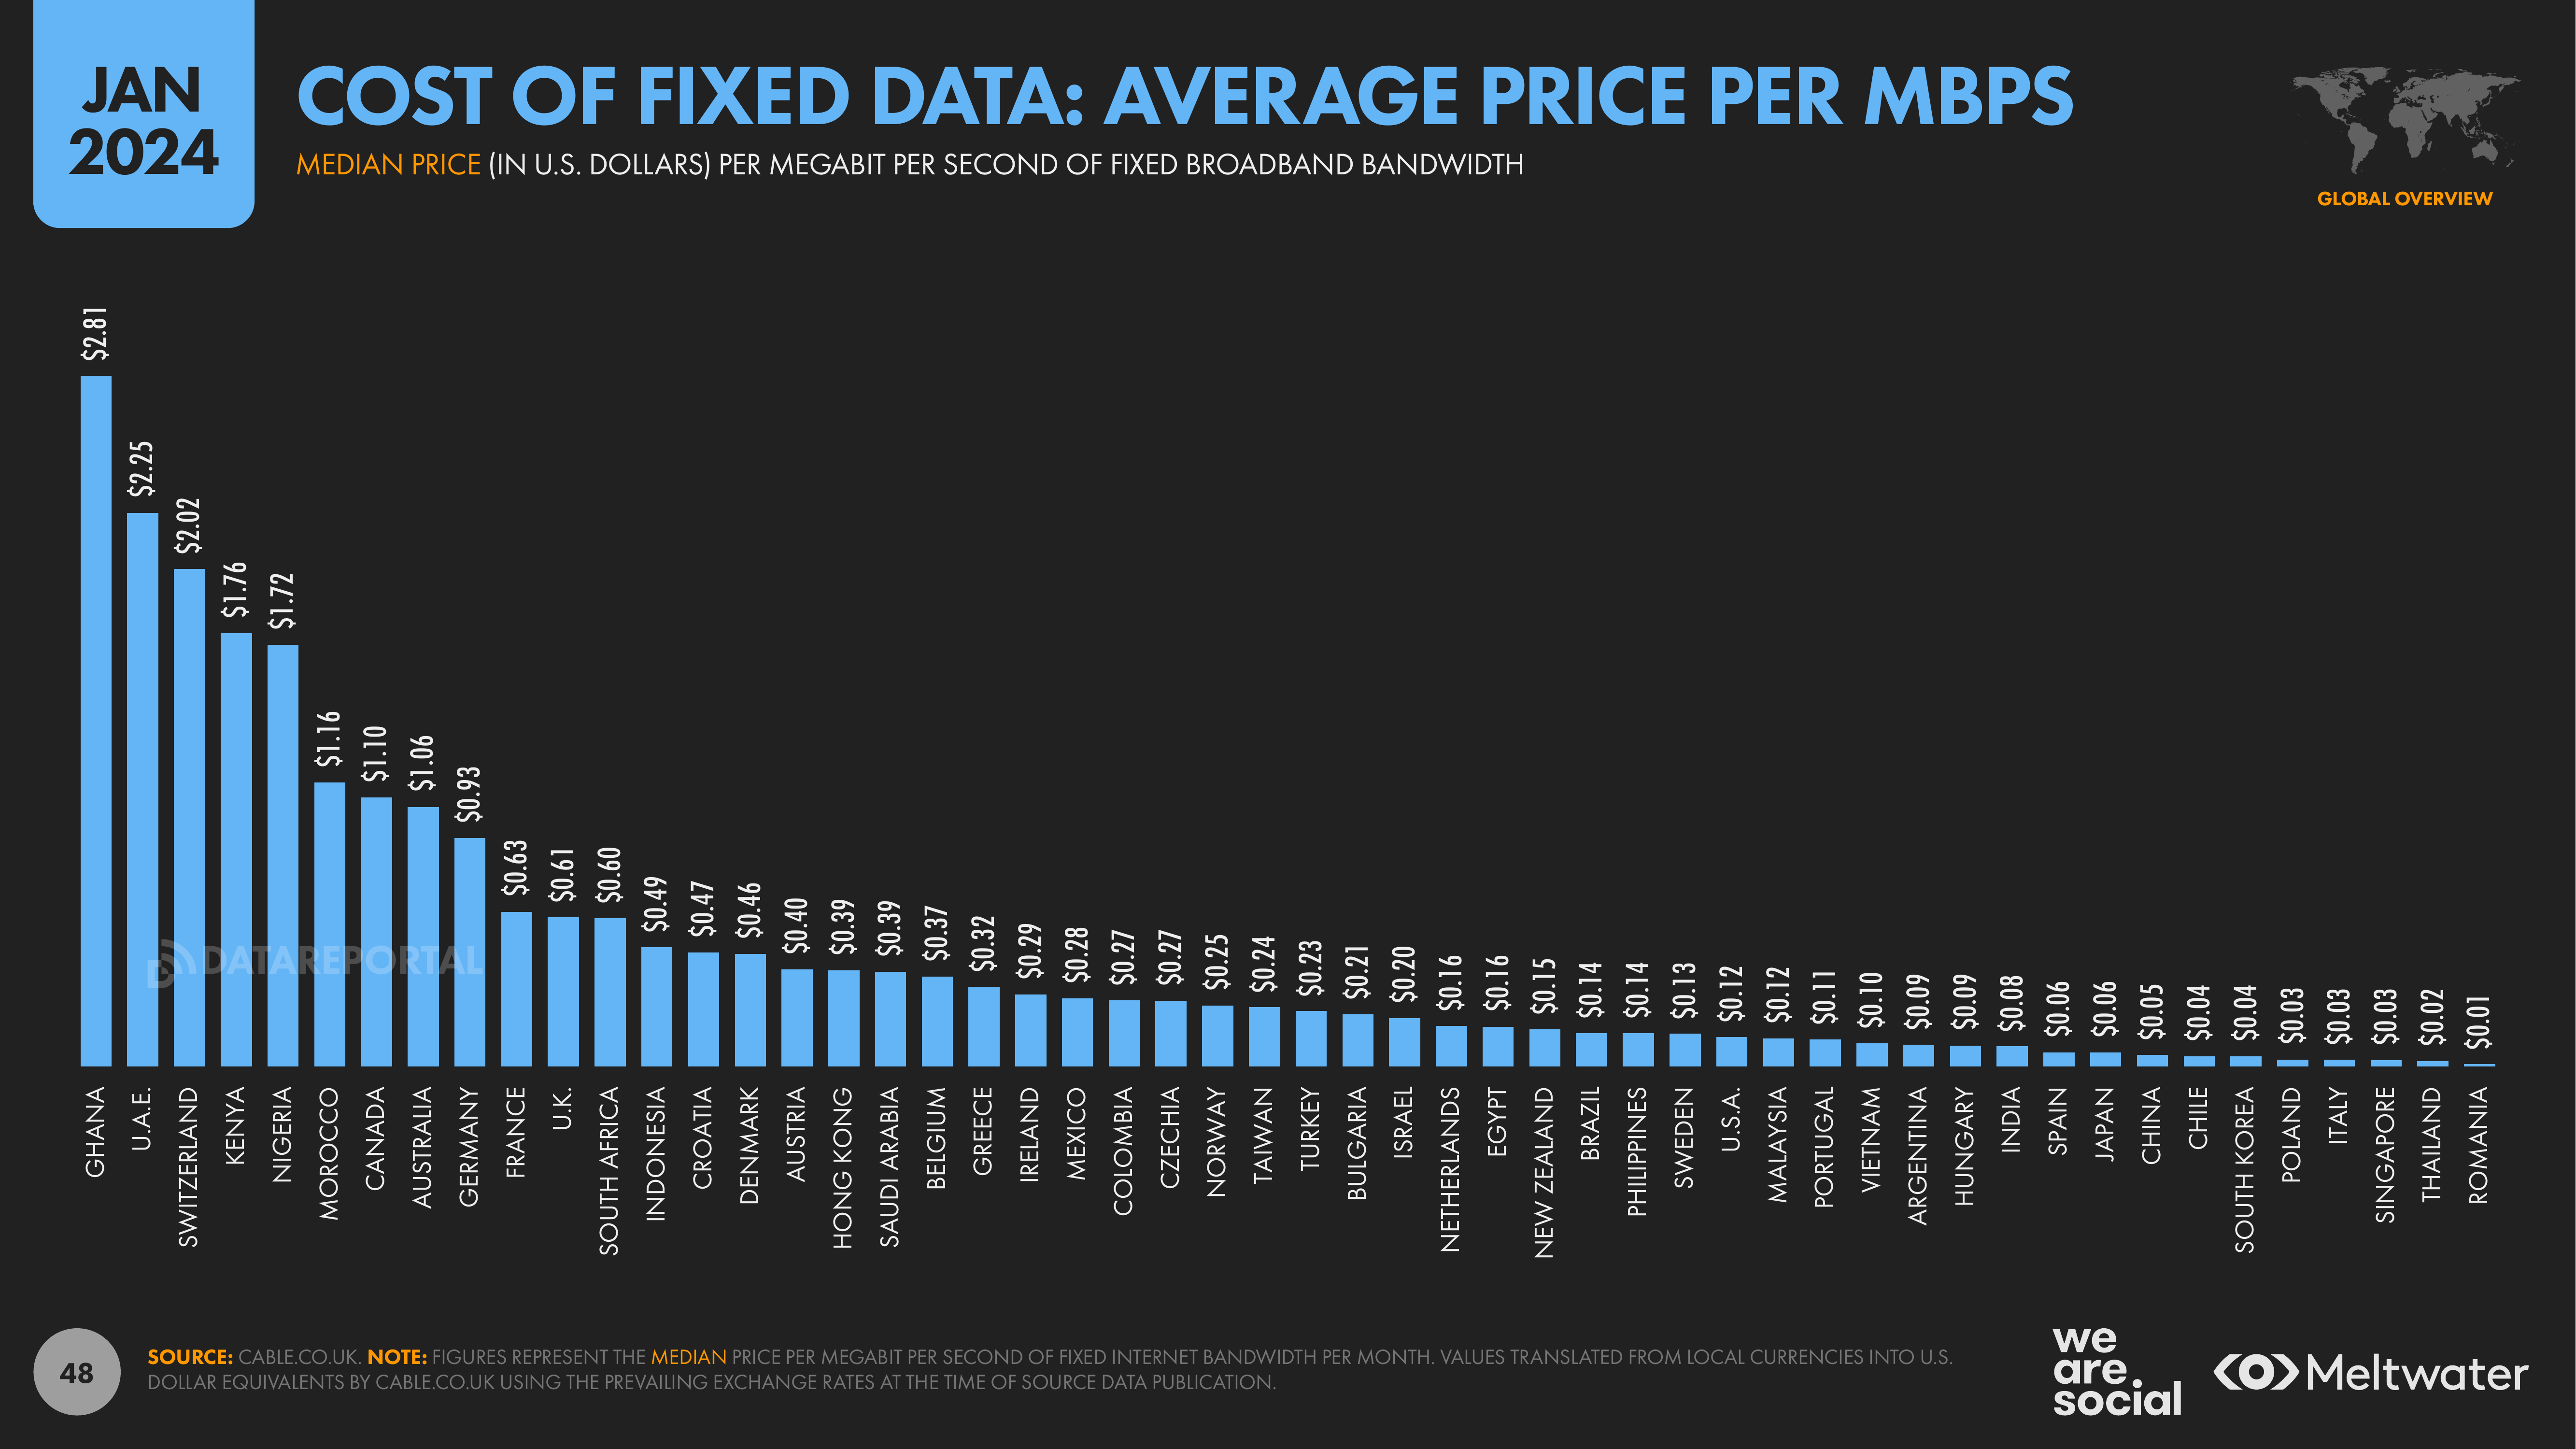 JAN
2024
COST OF FIXED DATA: AVERAGE PRICE PER MBPS
MEDIAN PRICE (IN U.S. DOLLARS) PER MEGABIT PER SECOND OF FIXED BROADBAND BANDWIDTH
GLOBAL OVERVIEW
$2.81
$2.25
$2.02
$1.76
$1.72
$1.16
$1.10
$1.06
$0.93
$0.63
$0.61
$0.60
$0.49
$0.47
$0.46
$0.40
$0.39
$0.39
$0.37
$0.32
$0.29
$0.28
$0.27
$0.27
$0.25
$0.24
$0.23
$0.21
$0.20
$0.16
$0.16
$0.15
$0.14
$0.14
$0.13
$0.12
$0.12
$0.11
$0.10
$0.09
$0.09
$0.08
$0.06
$0.06
$0.05
$0.04
$0.04
$0.03
$0.03
$0.03
$0.02
$0.01
DATAREPORTAL
GHANA
U.A.E.
SWITZERLAND
KENYA
NIGERIA
MOROCCO
CANADA
AUSTRALIA
GERMANY
FRANCE
U.K.
SOUTH AFRICA
INDONESIA
CROATIA
DENMARK
AUSTRIA
HONG KONG
SAUDI ARABIA
BELGIUM
GREECE
IRELAND
MEXICO
COLOMBIA
CZECHIA
NORWAY
TAIWAN
TURKEY
BULGARIA
ISRAEL
NETHERLANDS
EGYPT
NEW ZEALAND
BRAZIL
PHILIPPINES
SWEDEN
U.S.A.
MALAYSIA
PORTUGAL
VIETNAM
ARGENTINA
HUNGARY
INDIA
SPAIN
JAPAN
CHINA
CHILE
SOUTH KOREA
POLAND
ITALY
SINGAPORE
THAILAND
ROMANIA
48
SOURCE: CABLE.CO.UK. NOTE: FIGURES REPRESENT THE MEDIAN PRICE PER MEGABIT PER SECOND OF FIXED INTERNET BANDWIDTH PER MONTH. VALUES TRANSLATED FROM LOCAL CURRENCIES INTO U.S.
DOLLAR EQUIVALENTS BY CABLE.CO.UK USING THE PREVAILING EXCHANGE RATES AT THE TIME OF SOURCE DATA PUBLICATION.
we
are
social
Meltwater